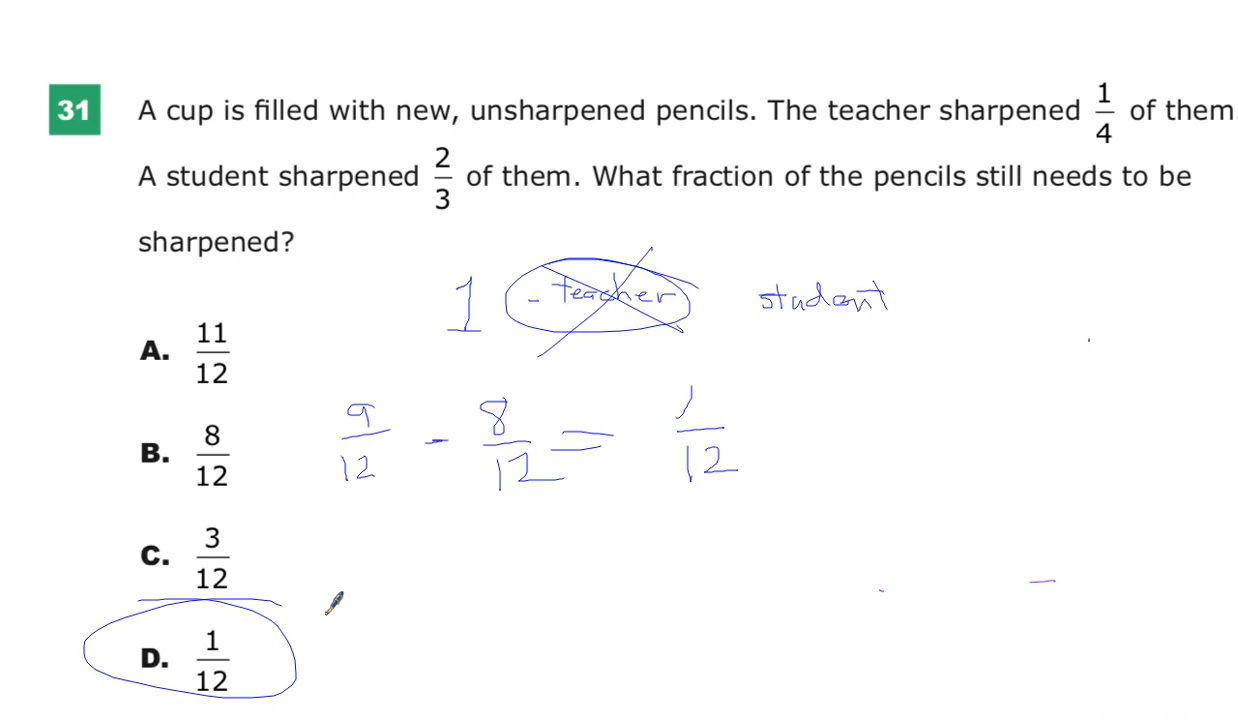 31 A cup is filled with new, unsharpened pencils. The teacher sharpened 1/4 of them.
A student sharpened 2/3 of them. What fraction of the pencils still needs to be
sharpened?
1 - teacher student
A. 11/12
9/12 - 8/12 = 1/12
B. 8/12
C. 3/12
D. 1/12